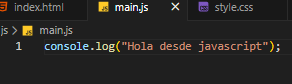 index.html main.js style.css
js > main.js
1 console.log("Hola desde javascript");